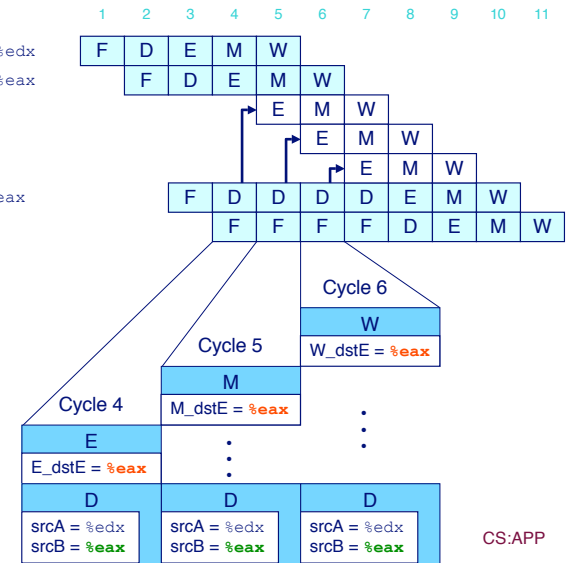 1 2 3 4 5 6 7 8 9 10 11
%edx F D E M W
%eax F D E M W
E M W
E M W
E M W
eax F D D D D E M W
F F F F D E M W
Cycle 6
W
W_dstE = %eax
Cycle 5
M
M_dstE = %eax
Cycle 4
E
E_dstE = %eax
D D D
srcA = %edx srcA = %edx srcA = %edx
srcB = %eax srcB = %eax srcB = %eax
CS:APP